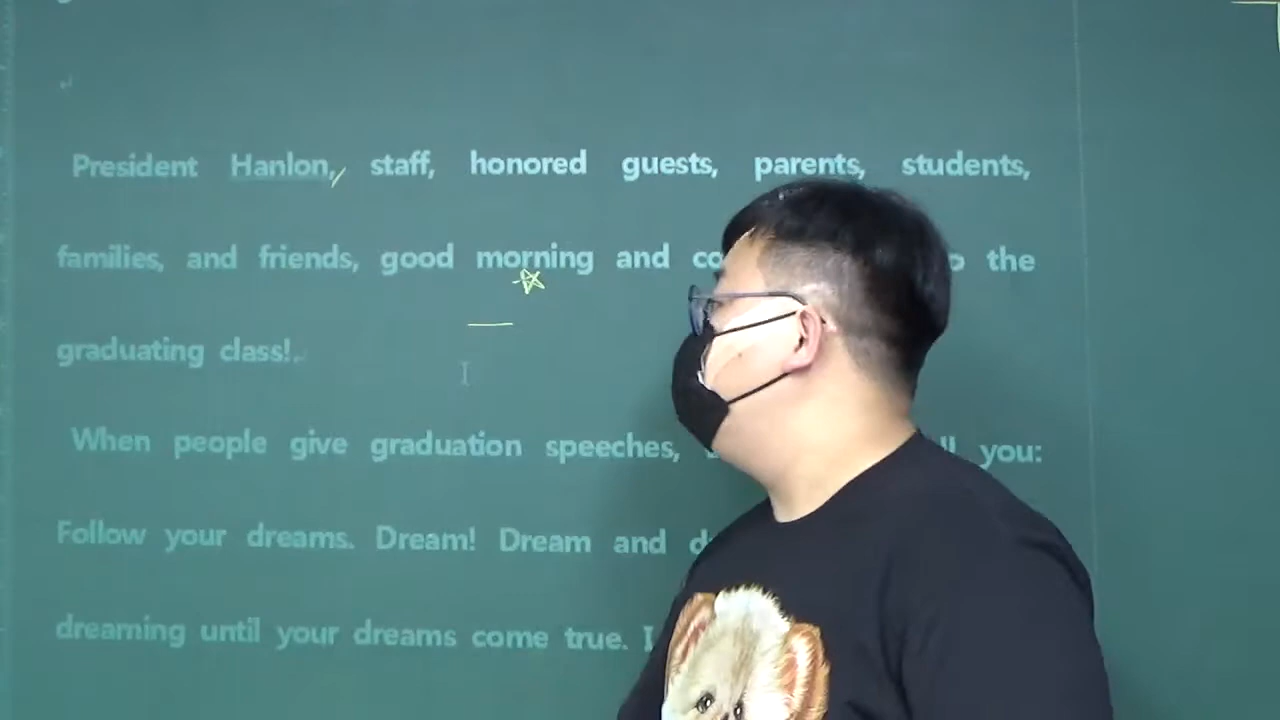 President Hanlon, staff, honored guests, parents, students,
families, and friends, good morning and the
graduating class!
When people give graduation speeches, you:
Follow your dreams. Dream! Dream and
dreaming until your dreams come true. I